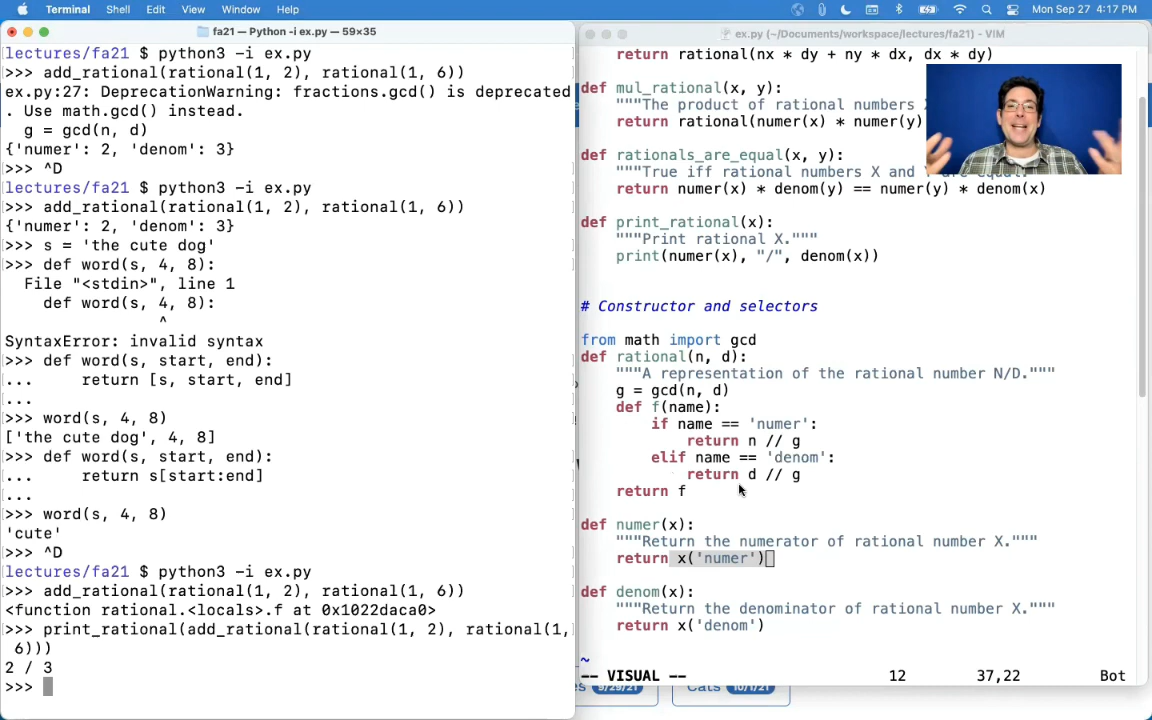 Terminal Shell Edit View Window Help Mon Sep 27 4:17 PM
fa21 — Python -i ex.py — 59×35
lectures/fa21 $ python3 -i ex.py
>>> add_rational(rational(1, 2), rational(1, 6))
ex.py:27: DeprecationWarning: fractions.gcd() is deprecated
. Use math.gcd() instead.
  g = gcd(n, d)
{'numer': 2, 'denom': 3}
>>> ^D
lectures/fa21 $ python3 -i ex.py
>>> add_rational(rational(1, 2), rational(1, 6))
{'numer': 2, 'denom': 3}
>>> s = 'the cute dog'
>>> def word(s, 4, 8):
  File "<stdin>", line 1
    def word(s, 4, 8):
                ^
SyntaxError: invalid syntax
>>> def word(s, start, end):
...     return [s, start, end]
...
>>> word(s, 4, 8)
['the cute dog', 4, 8]
>>> def word(s, start, end):
...     return s[start:end]
...
>>> word(s, 4, 8)
'cute'
>>> ^D
lectures/fa21 $ python3 -i ex.py
>>> add_rational(rational(1, 2), rational(1, 6))
<function rational.<locals>.f at 0x1022daca0>
>>> print_rational(add_rational(rational(1, 2), rational(1,
 6)))
2 / 3
>>>
ex.py (~/Documents/workspace/lectures/fa21) - VIM
    return rational(nx * dy + ny * dx, dx * dy)
def mul_rational(x, y):
    """The product of rational numbers
    return rational(numer(x) * numer(y)
def rationals_are_equal(x, y):
    """True iff rational numbers X and Y are equal.
    return numer(x) * denom(y) == numer(y) * denom(x)
def print_rational(x):
    """Print rational X."""
    print(numer(x), "/", denom(x))
# Constructor and selectors
from math import gcd
def rational(n, d):
    """A representation of the rational number N/D."""
    g = gcd(n, d)
    def f(name):
        if name == 'numer':
            return n // g
        elif name == 'denom':
            return d // g
    return f
def numer(x):
    """Return the numerator of rational number X."""
    return x('numer')
def denom(x):
    """Return the denominator of rational number X."""
    return x('denom')
~
-- VISUAL -- 12 37,22 Bot
9/29/21 Cats 10/1/21